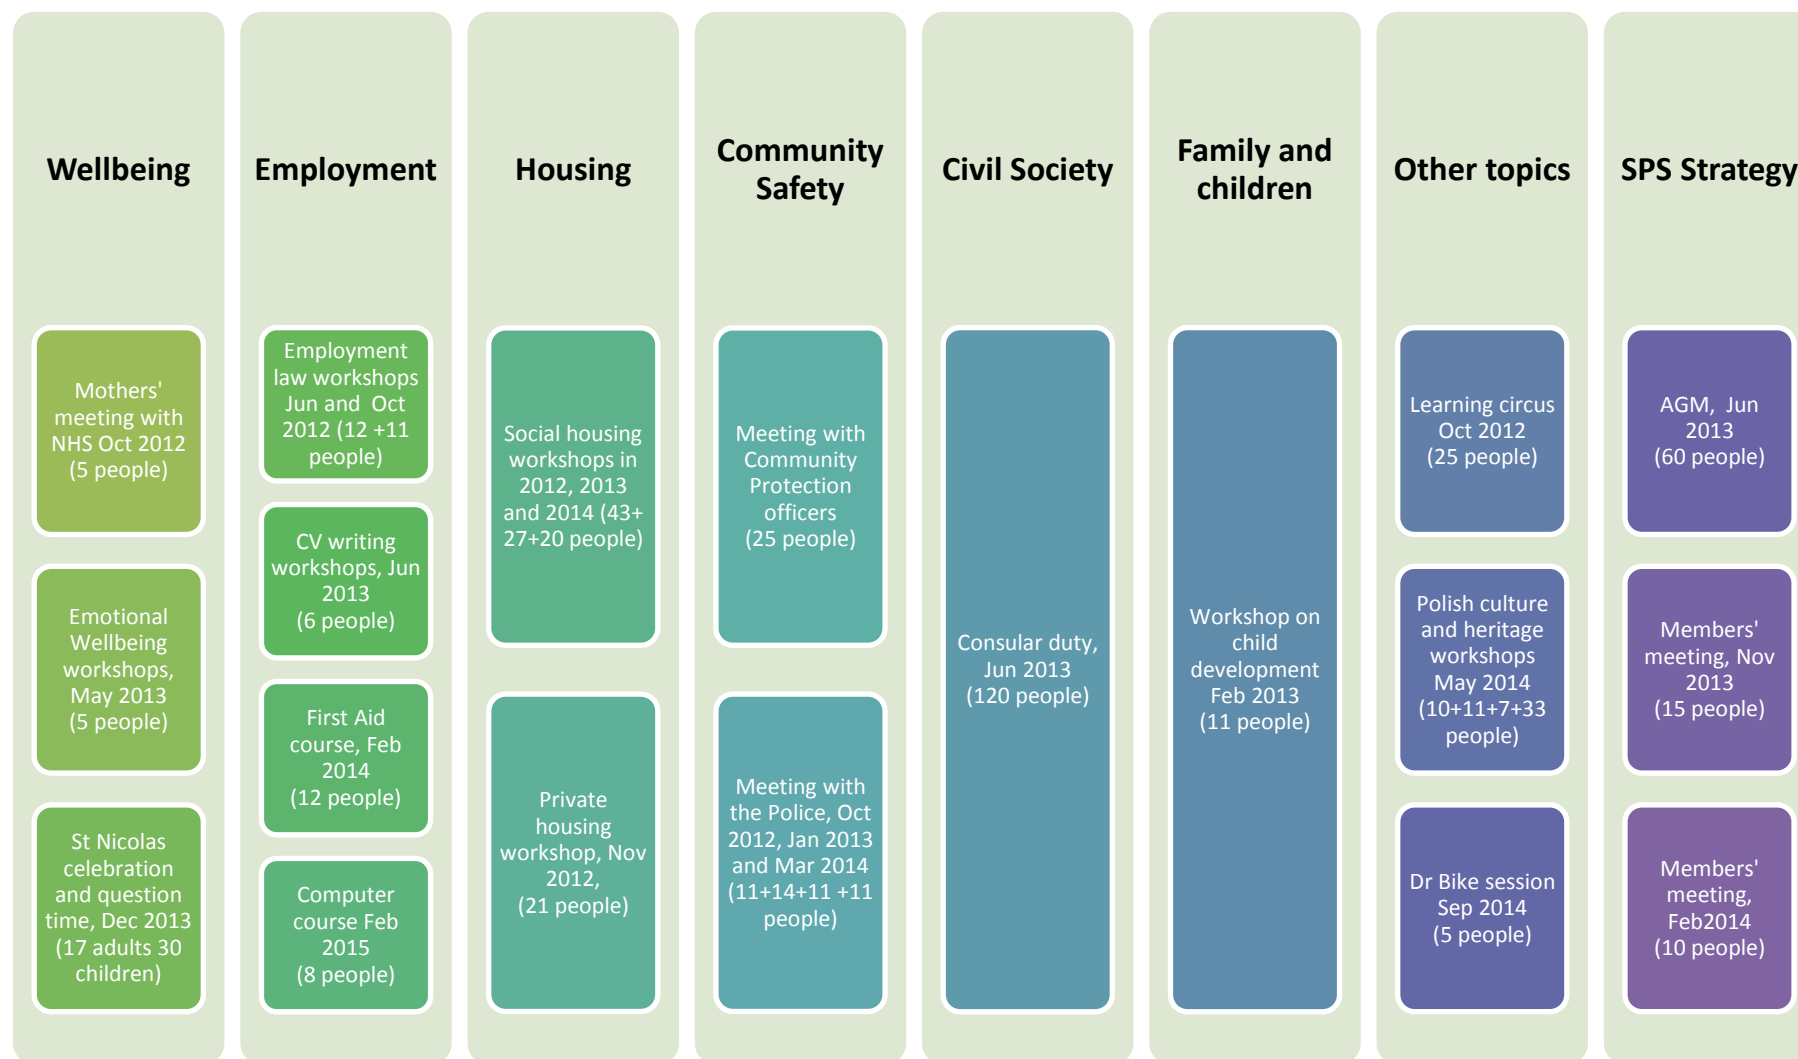 Wellbeing
Mothers'
meeting with
NHS Oct 2012
(5 people)
Emotional
Wellbeing
workshops,
May 2013
(5 people)
St Nicolas
celebration
and question
time, Dec 2013
(17 adults 30
children)
Employment
Employment
law workshops
Jun and  Oct
2012 (12 +11
people)
CV writing
workshops, Jun
2013
(6 people)
First Aid
course, Feb
2014
(12 people)
Computer
course Feb
2015
(8 people)
Housing
Social housing
workshops in
2012, 2013
and 2014 (43+
27+20 people)
Private
housing
workshop, Nov
2012,
(21 people)
Community
Safety
Meeting with
Community
Protection
officers
(25 people)
Meeting with
the Police, Oct
2012, Jan 2013
and Mar 2014
(11+14+11 +11
people)
Civil Society
Consular duty,
Jun 2013
(120 people)
Family and
children
Workshop on
child
development
Feb 2013
(11 people)
Other topics
Learning circus
Oct 2012
(25 people)
Polish culture
and heritage
workshops
May 2014
(10+11+7+33
people)
Dr Bike session
Sep 2014
(5 people)
SPS Strategy
AGM,  Jun
2013
(60 people)
Members'
meeting, Nov
2013
(15 people)
Members'
meeting,
Feb2014
(10 people)